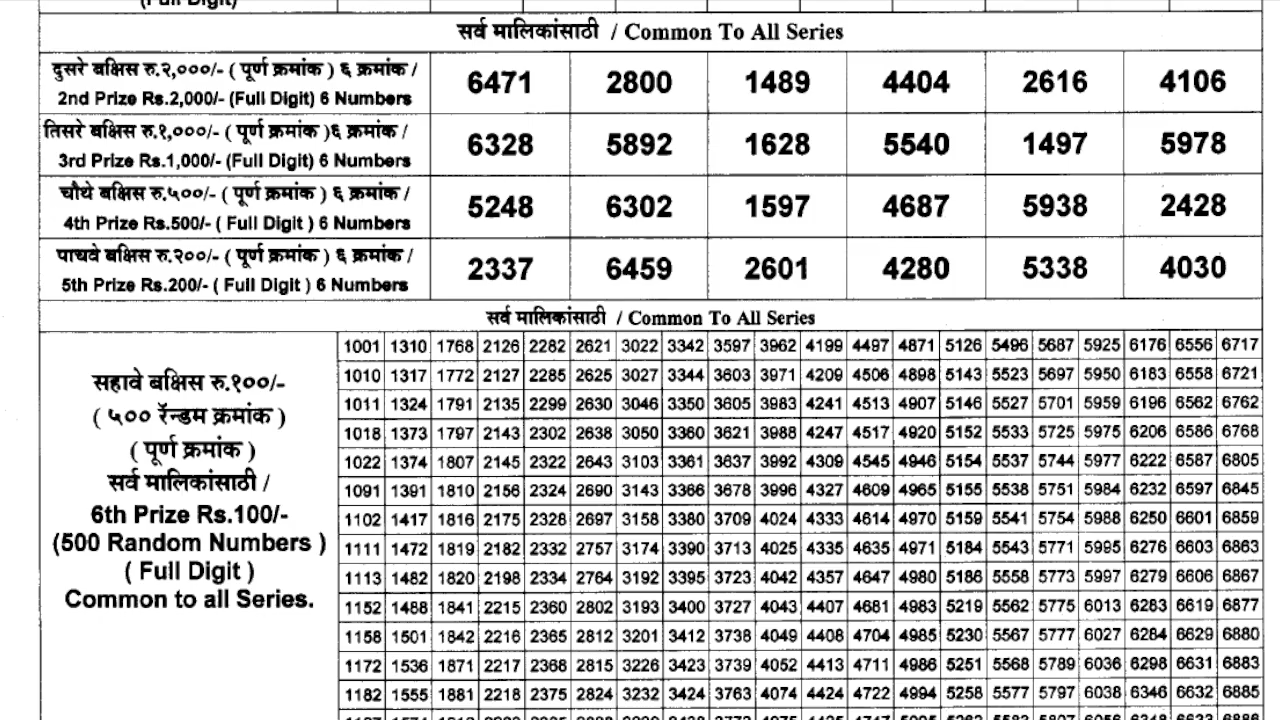 (Full Digit)
सर्व मालिकांसाठी / Common To All Series
दुसरे बक्षिस रु.२,०००/- ( पूर्ण क्रमांक ) ६ क्रमांक /
2nd Prize Rs.2,000/- (Full Digit) 6 Numbers
6471 2800 1489 4404 2616 4106
तिसरे बक्षिस रु.१,०००/- ( पूर्ण क्रमांक )६ क्रमांक /
3rd Prize Rs.1,000/- (Full Digit) 6 Numbers
6328 5892 1628 5540 1497 5978
चौथे बक्षिस रु.५००/- ( पूर्ण क्रमांक ) ६ क्रमांक /
4th Prize Rs.500/- ( Full Digit ) 6 Numbers
5248 6302 1597 4687 5938 2428
पाचवे बक्षिस रु.२००/- ( पूर्ण क्रमांक ) ६ क्रमांक /
5th Prize Rs.200/- ( Full Digit ) 6 Numbers
2337 6459 2601 4280 5338 4030
सर्व मालिकांसाठी / Common To All Series
सहावे बक्षिस रु.१००/-
( ५०० रॅन्डम क्रमांक )
( पूर्ण क्रमांक )
सर्व मालिकांसाठी /
6th Prize Rs.100/-
(500 Random Numbers )
( Full Digit )
Common to all Series.
1001 1310 1768 2126 2282 2621 3022 3342 3597 3962 4199 4497 4871 5126 5496 5687 5925 6176 6556 6717
1010 1317 1772 2127 2285 2625 3027 3344 3603 3971 4209 4506 4898 5143 5523 5697 5950 6183 6558 6721
1011 1324 1791 2135 2299 2630 3046 3350 3605 3983 4241 4513 4907 5146 5527 5701 5959 6196 6562 6762
1018 1373 1797 2143 2302 2638 3050 3360 3621 3988 4247 4517 4920 5152 5533 5725 5975 6206 6586 6768
1022 1374 1807 2145 2322 2643 3103 3361 3637 3992 4309 4545 4946 5154 5537 5744 5977 6222 6587 6805
1091 1391 1810 2156 2324 2690 3143 3366 3678 3996 4327 4609 4965 5155 5538 5751 5984 6232 6597 6845
1102 1417 1816 2175 2328 2697 3158 3380 3709 4024 4333 4614 4970 5159 5541 5754 5988 6250 6601 6859
1111 1472 1819 2182 2332 2757 3174 3390 3713 4025 4335 4635 4971 5184 5543 5771 5995 6276 6603 6863
1113 1482 1820 2198 2334 2764 3192 3395 3723 4042 4357 4647 4980 5186 5558 5773 5997 6279 6606 6867
1152 1488 1841 2215 2360 2802 3193 3400 3727 4043 4407 4681 4983 5219 5562 5775 6013 6283 6619 6877
1158 1501 1842 2216 2365 2812 3201 3412 3738 4049 4408 4704 4985 5230 5567 5777 6027 6284 6629 6880
1172 1536 1871 2217 2368 2815 3226 3423 3739 4052 4413 4711 4986 5251 5568 5789 6036 6298 6631 6883
1182 1555 1881 2218 2375 2824 3232 3424 3763 4074 4424 4722 4994 5258 5577 5797 6038 6346 6632 6885